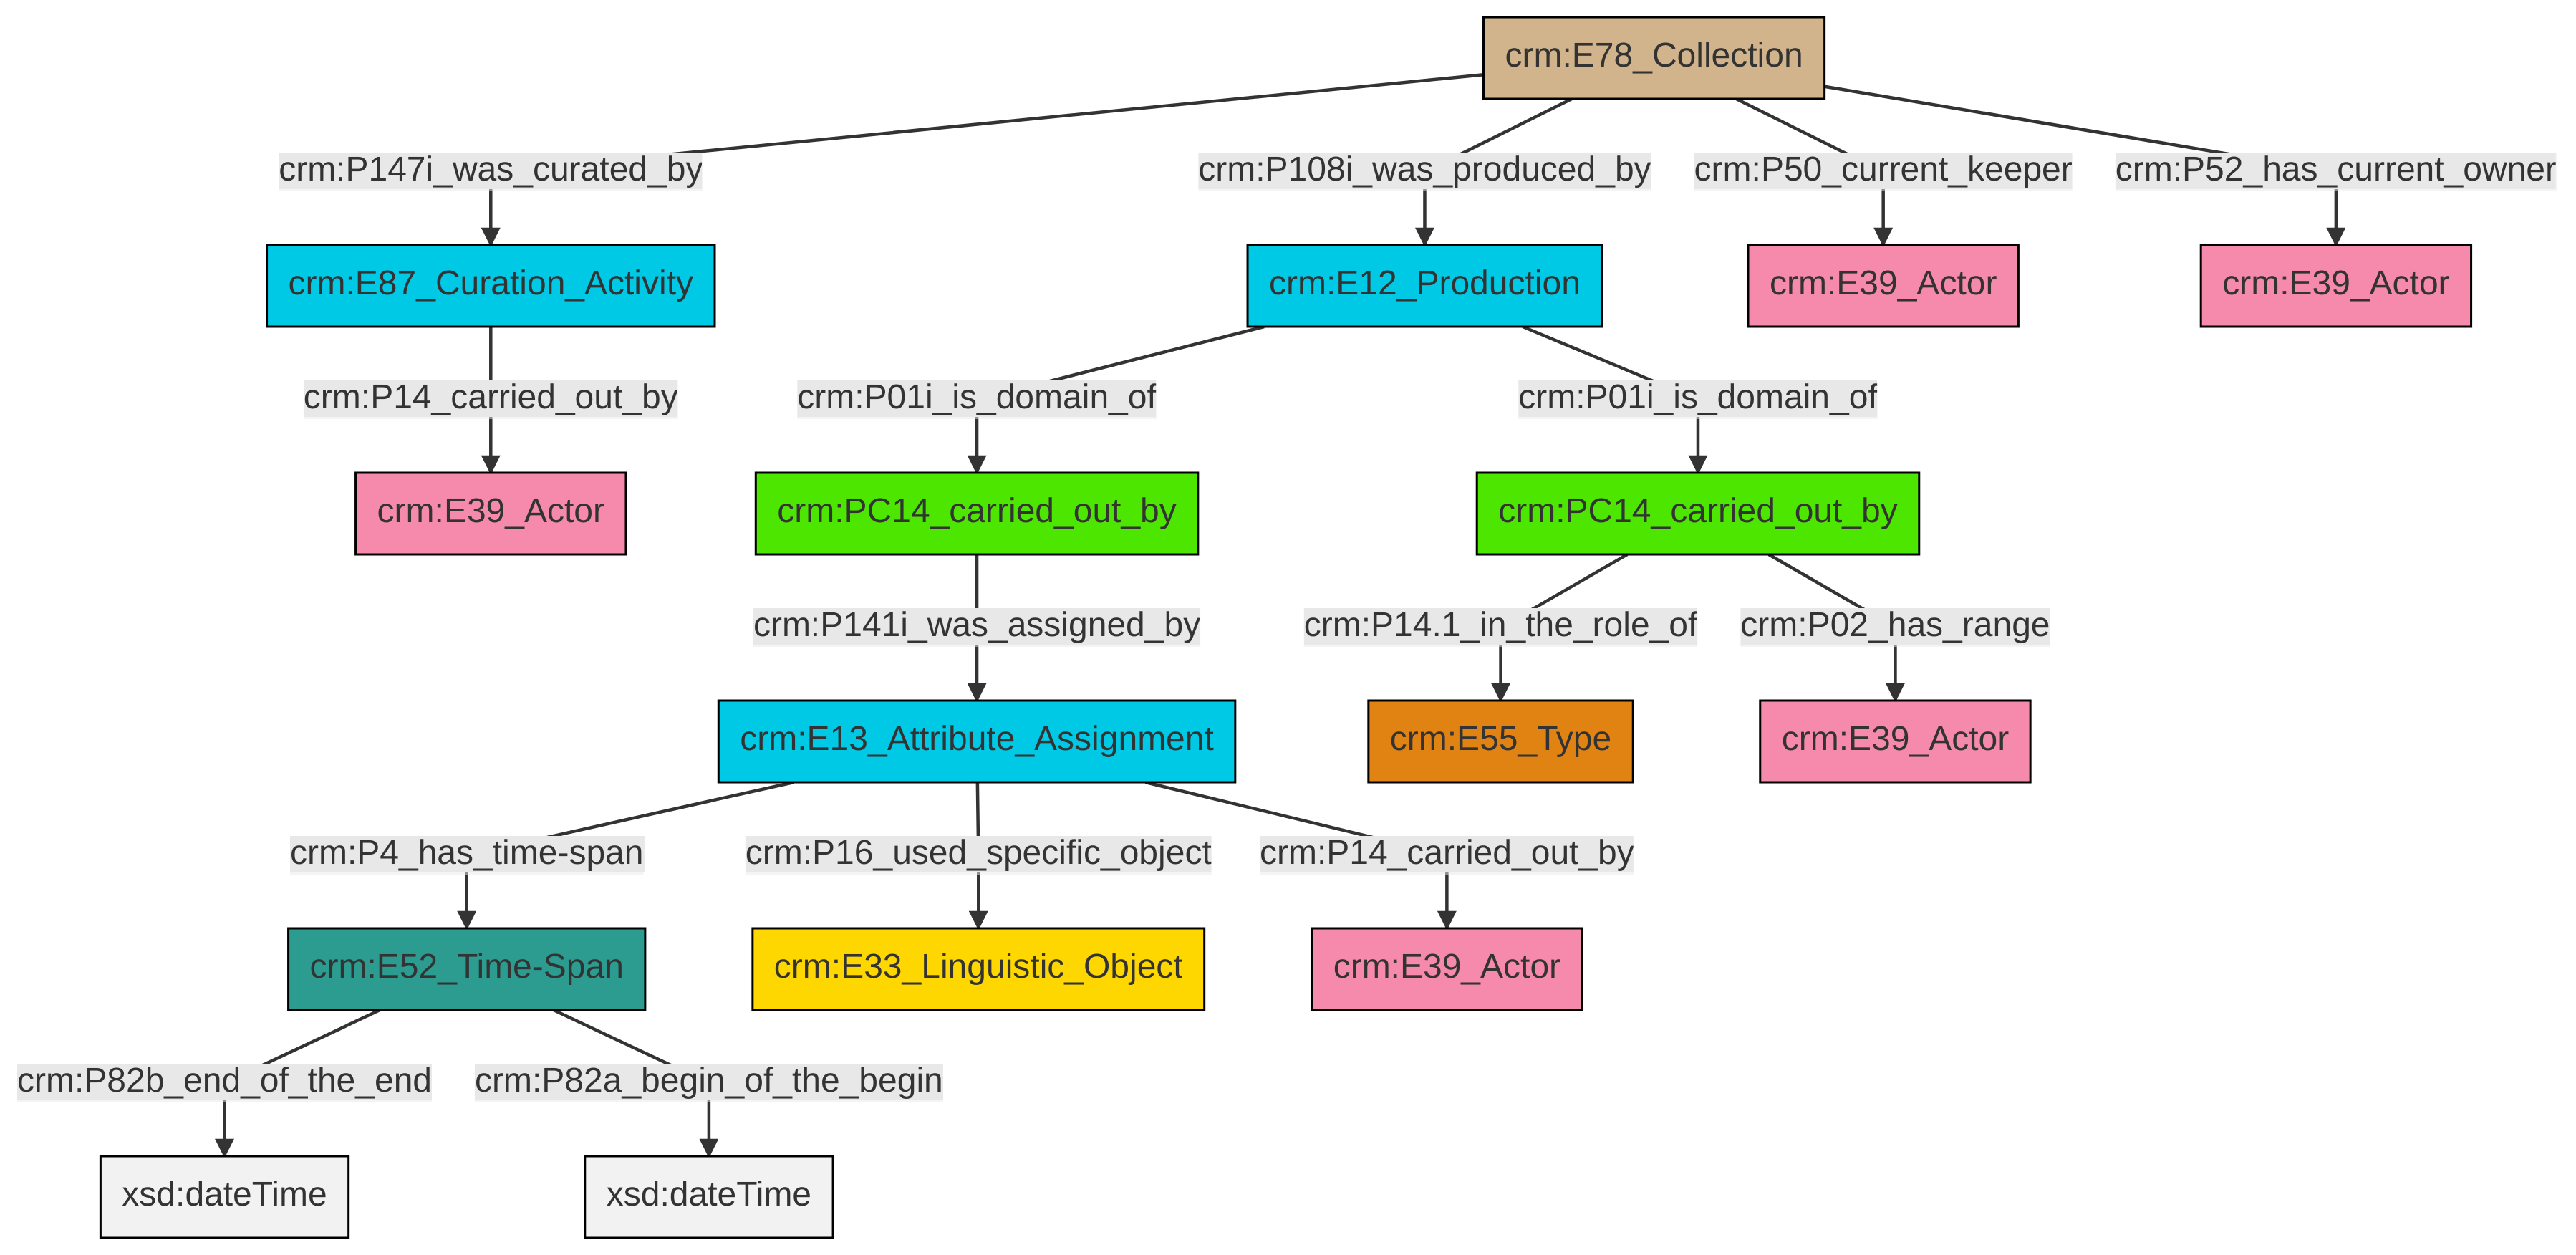 crm:E78_Collection
crm:P147i_was_curated_by
crm:P108i_was_produced_by
crm:P50_current_keeper
crm:P52_has_current_owner
crm:E87_Curation_Activity
crm:E12_Production
crm:E39_Actor
crm:E39_Actor
crm:P14_carried_out_by
crm:P01i_is_domain_of
crm:P01i_is_domain_of
crm:E39_Actor
crm:PC14_carried_out_by
crm:PC14_carried_out_by
crm:P141i_was_assigned_by
crm:P14.1_in_the_role_of
crm:P02_has_range
crm:E13_Attribute_Assignment
crm:E55_Type
crm:E39_Actor
crm:P4_has_time-span
crm:P16_used_specific_object
crm:P14_carried_out_by
crm:E52_Time-Span
crm:E33_Linguistic_Object
crm:E39_Actor
crm:P82b_end_of_the_end
crm:P82a_begin_of_the_begin
xsd:dateTime
xsd:dateTime